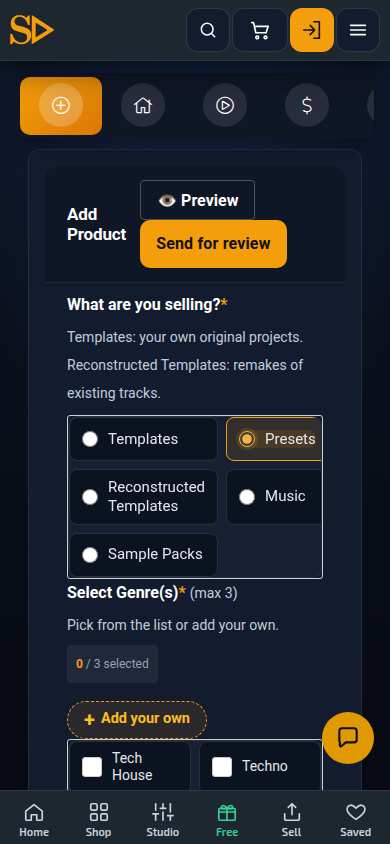 Add
Product
Preview
Send for review
What are you selling?*
Templates: your own original projects.
Reconstructed Templates: remakes of
existing tracks.
Templates
Presets
Reconstructed
Templates
Music
Sample Packs
Select Genre(s)* (max 3)
Pick from the list or add your own.
0 / 3 selected
+ Add your own
Tech
House
Techno
Home
Shop
Studio
Free
Sell
Saved